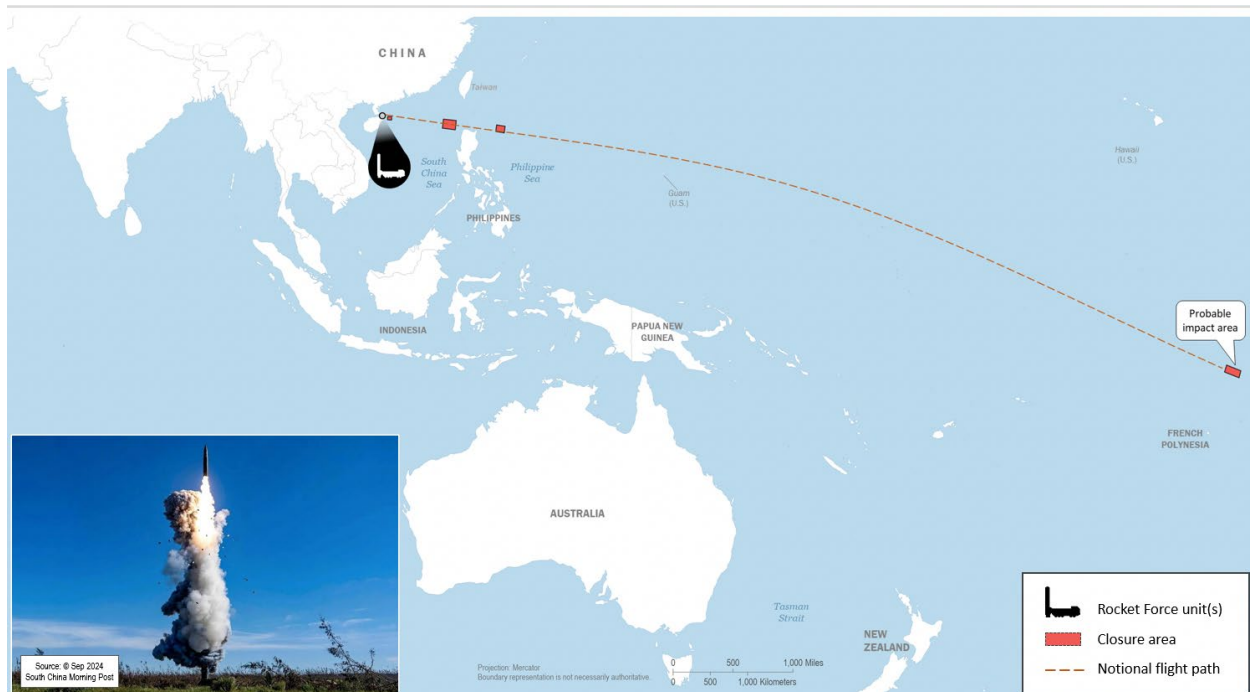 CHINA
Taiwan
South
China
Sea
Philippine
Sea
PHILIPPINES
Guam
(U.S.)
Hawaii
(U.S.)
INDONESIA
PAPUA NEW
GUINEA
Probable
impact area
FRENCH
POLYNESIA
AUSTRALIA
Tasman
Strait
NEW
ZEALAND
Source: © Sep 2024
South China Morning Post
Projection: Mercator
Boundary representation is not necessarily authoritative.
0 500 1,000 Miles
0 500 1,000 Kilometers
Rocket Force unit(s)
Closure area
Notional flight path